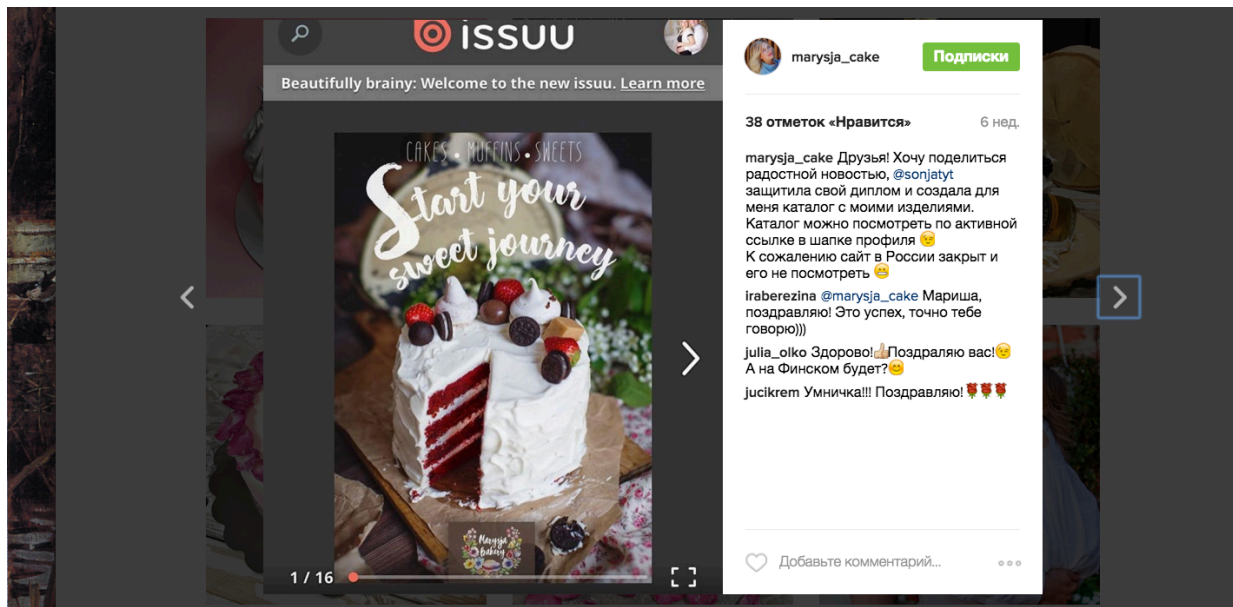 issuu
Beautifully brainy: Welcome to the new issuu. Learn more
CAKES • MUFFINS • SWEETS
Start your
sweet journey
Marysja
Bakery
1 / 16
marysja_cake
Подписки
38 отметок «Нравится»
6 нед.
marysja_cake Друзья! Хочу поделиться
радостной новостью, @sonjatyt
защитила свой диплом и создала для
меня каталог с моими изделиями.
Каталог можно посмотреть по активной
ссылке в шапке профиля 😉
К сожалению сайт в России закрыт и
его не посмотреть 😁
iraberezina @marysja_cake Мариша,
поздравляю! Это успех, точно тебе
говорю)))
julia_olko Здорово!👍Поздраляю вас!😉
А на Финском будет?😊
jucikrem Умничка!!! Поздравляю!🌹🌹🌹
Добавьте комментарий...